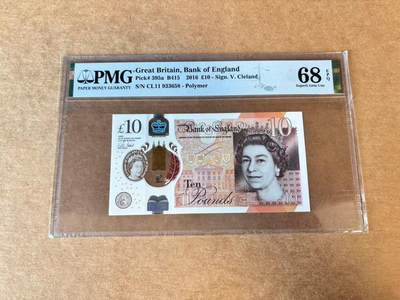 PMG
PAPER MONEY GUARANTY
Great Britain, Bank of England
Pick# 395a B415 2016 £10 - Sign. V. Cleland
S/N CL11 933658 - Polymer
68 EPQ
Superb Gem Unc
£10
Bank of England
10
Ten
Pounds